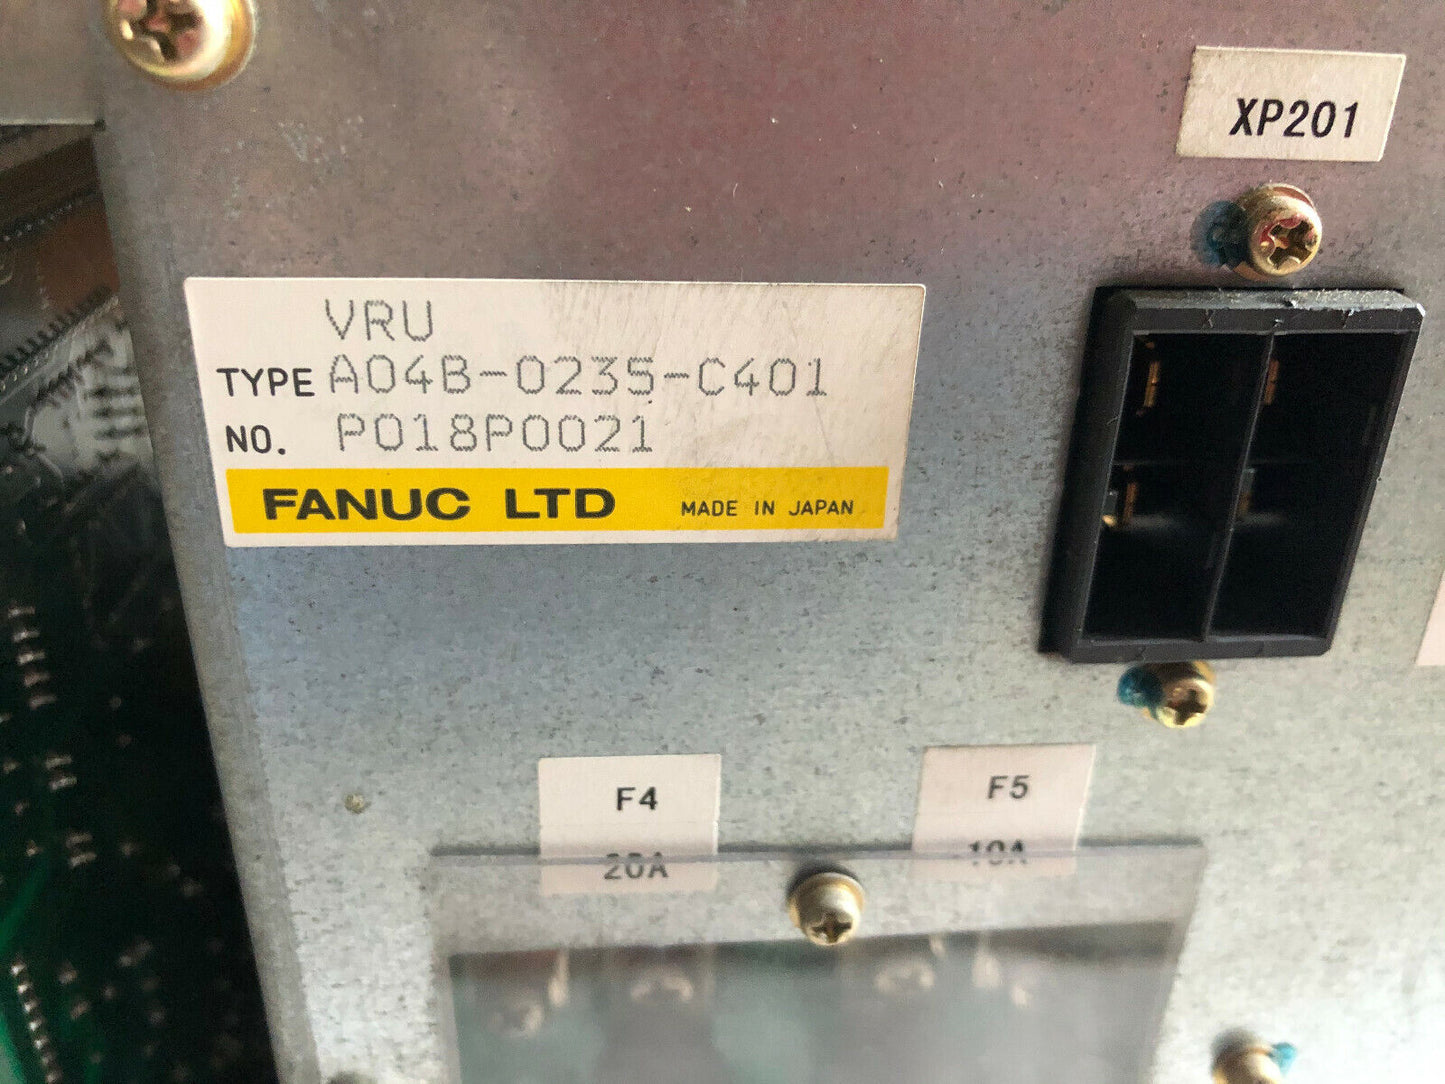 XP201
VRU
TYPE A04B-0235-C401
NO. P018P0021
FANUC LTD MADE IN JAPAN
F4
20A
F5
10A